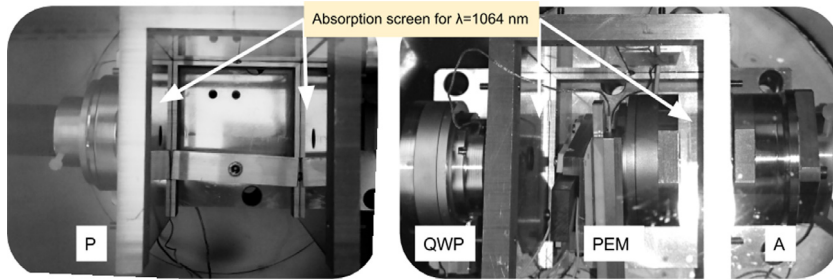 Absorption screen for λ=1064 nm
P
QWP
PEM
A